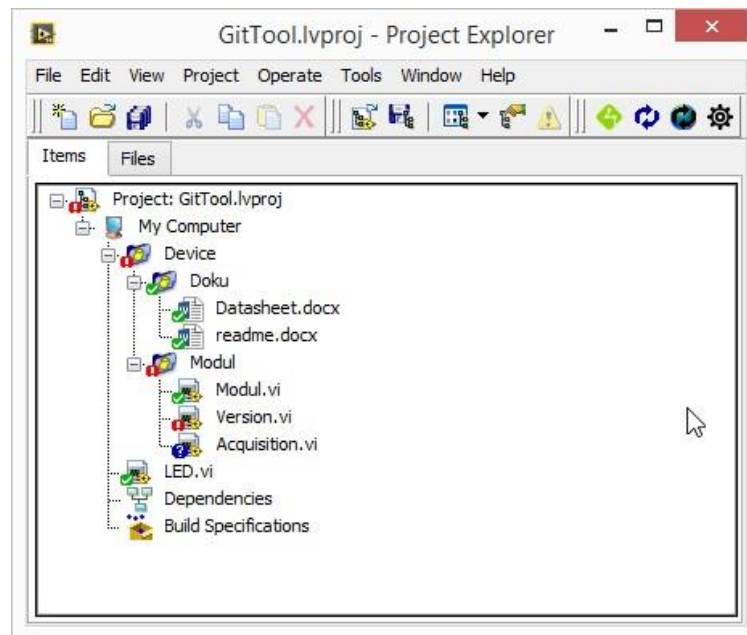 GitTool.lvproj - Project Explorer
File Edit View Project Operate Tools Window Help
Items Files
Project: GitTool.lvproj
My Computer
Device
Doku
Datasheet.docx
readme.docx
Modul
Modul.vi
Version.vi
Acquisition.vi
LED.vi
Dependencies
Build Specifications